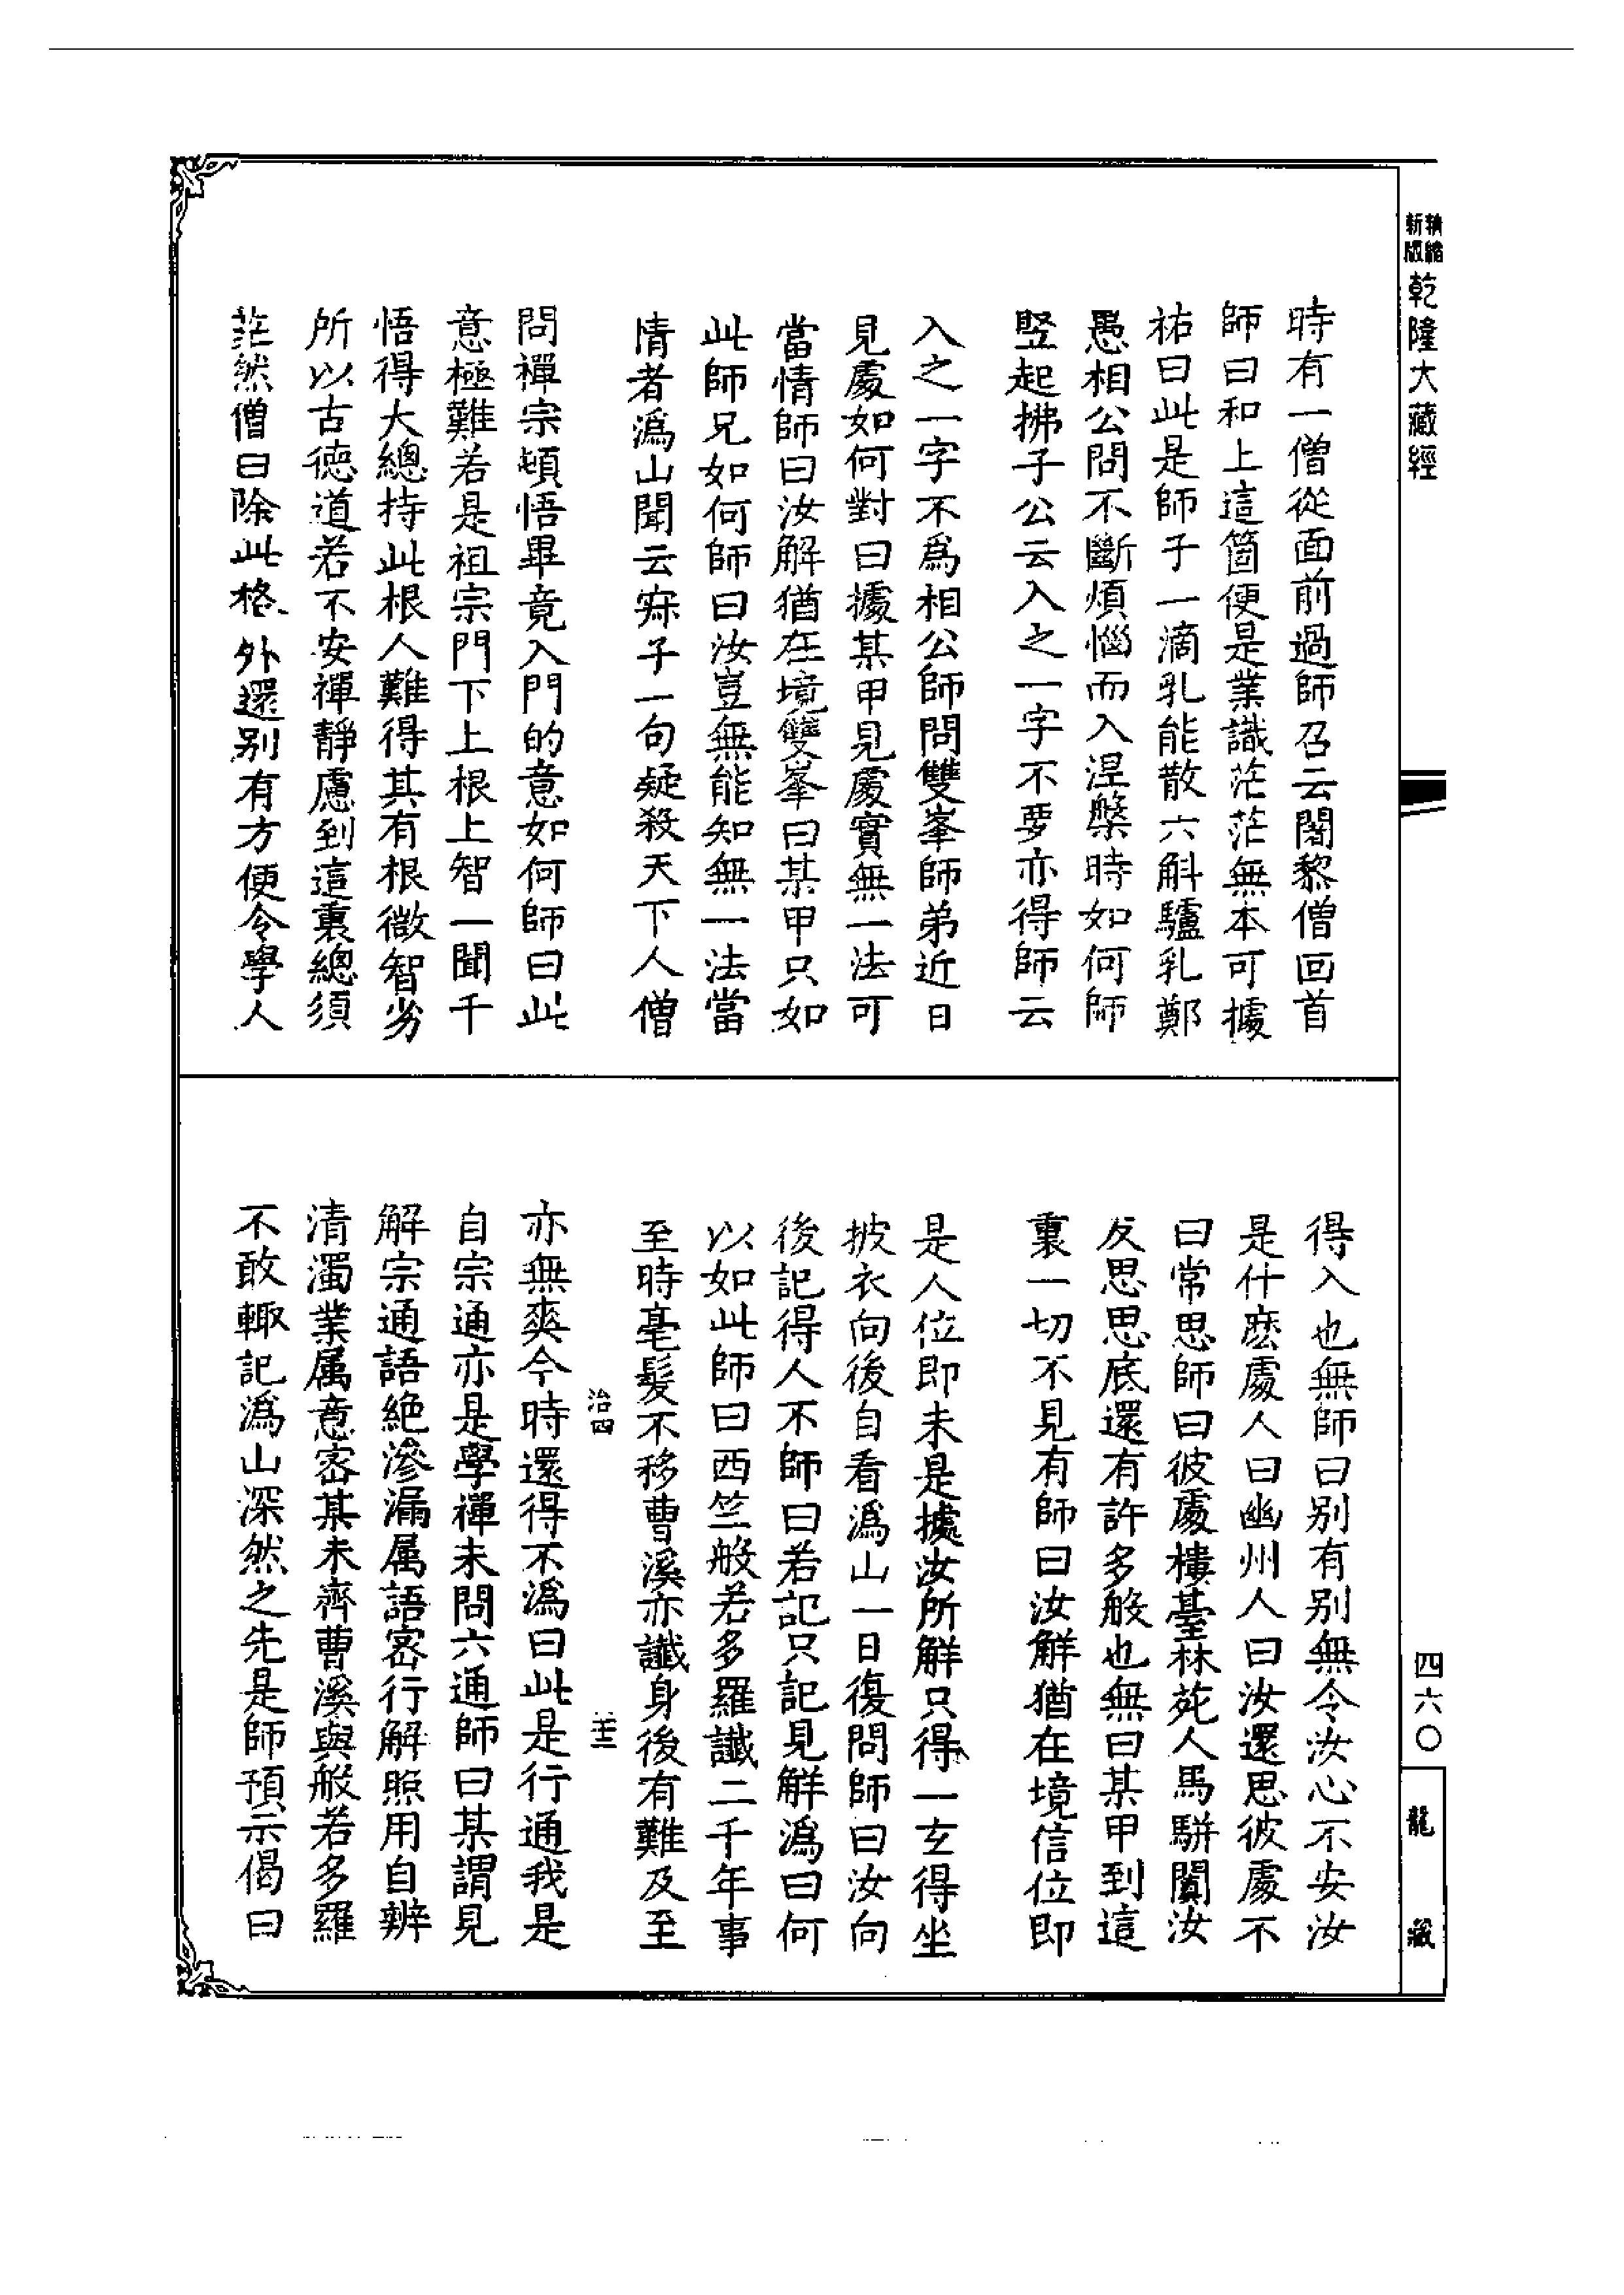 精縮新版乾隆大藏經
時有一僧從面前過師召云闍黎僧回首
師曰和上這箇便是業識茫茫無本可據
祐曰此是師子一滴乳能散六斛驢乳鄭
愚相公問不斷煩惱而入涅槃時如何師
竪起拂子公云入之一字不要亦得師云
入之一字不爲相公師問雙峯師弟近日
見處如何對曰據某甲見處實無一法可
當情師曰汝解猶在境雙峯曰某甲只如
此師兄如何師曰汝豈無能知無一法當
情者溈山聞云寂子一句疑殺天下人僧
問禪宗頓悟畢竟入門的意如何師曰此
意極難若是祖宗門下上根上智一聞千
悟得大總持此根人難得其有根微智劣
所以古德道若不安禪靜慮到這裏總須
茫然僧曰除此格外還別有方便令學人
得入也無師曰別有別無令汝心不安汝
是什麽處人曰幽州人曰汝還思彼處不
曰常思師曰彼處樓臺林苑人馬駢闐汝
反思思底還有許多般也無曰某甲到這
裏一切不見有師曰汝解猶在境信位即
是人位即未是據汝所解只得一玄得坐
披衣向後自看溈山一日復問師曰汝向
後記得人不師曰若記只記見解溈曰何
以如此師曰西竺般若多羅讖二千年事
至時毫髮不移曹溪亦讖身後有難及至
治四
亦無爽今時還得不溈曰此是行通我是
自宗通亦是學禪未問六通師曰某謂見
解宗通語絕滲漏属語密行解照用自辨
清濁業属意密某未齊曹溪與般若多羅
不敢輙記溈山深然之先是師預示偈曰
四六〇
龍藏